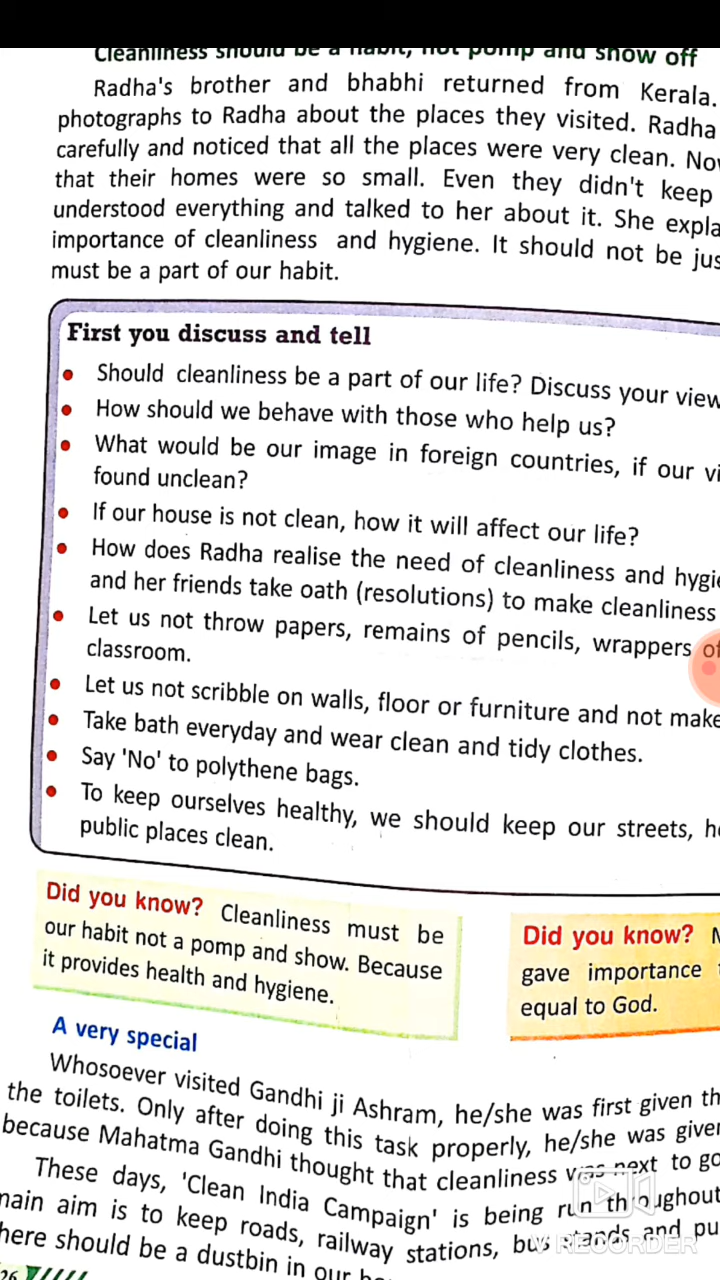 Cleanliness should be a habit, not pomp and show off
Radha's brother and bhabhi returned from Kerala.
photographs to Radha about the places they visited. Radha
carefully and noticed that all the places were very clean.
that their homes were so small. Even they didn't keep
understood everything and talked to her about it. She
importance of cleanliness and hygiene. It should not be
must be a part of our habit.
First you discuss and tell
• Should cleanliness be a part of our life? Discuss your
• How should we behave with those who help us?
• What would be our image in foreign countries, if our
found unclean?
• If our house is not clean, how it will affect our life?
• How does Radha realise the need of cleanliness and
and her friends take oath (resolutions) to make cleanliness
• Let us not throw papers, remains of pencils, wrappers
classroom.
• Let us not scribble on walls, floor or furniture and not make
• Take bath everyday and wear clean and tidy clothes.
• Say 'No' to polythene bags.
• To keep ourselves healthy, we should keep our streets,
public places clean.
Did you know? Cleanliness must be
our habit not a pomp and show. Because
it provides health and hygiene.
Did you know?
gave importance
equal to God.
A very special
Whosoever visited Gandhi ji Ashram, he/she was first given
the toilets. Only after doing this task properly, he/she was
because Mahatma Gandhi thought that cleanliness was next to
These days, 'Clean India Campaign' is being run throughout
main aim is to keep roads, railway stations, bus stands and
here should be a dustbin in our
26
V RECORDER